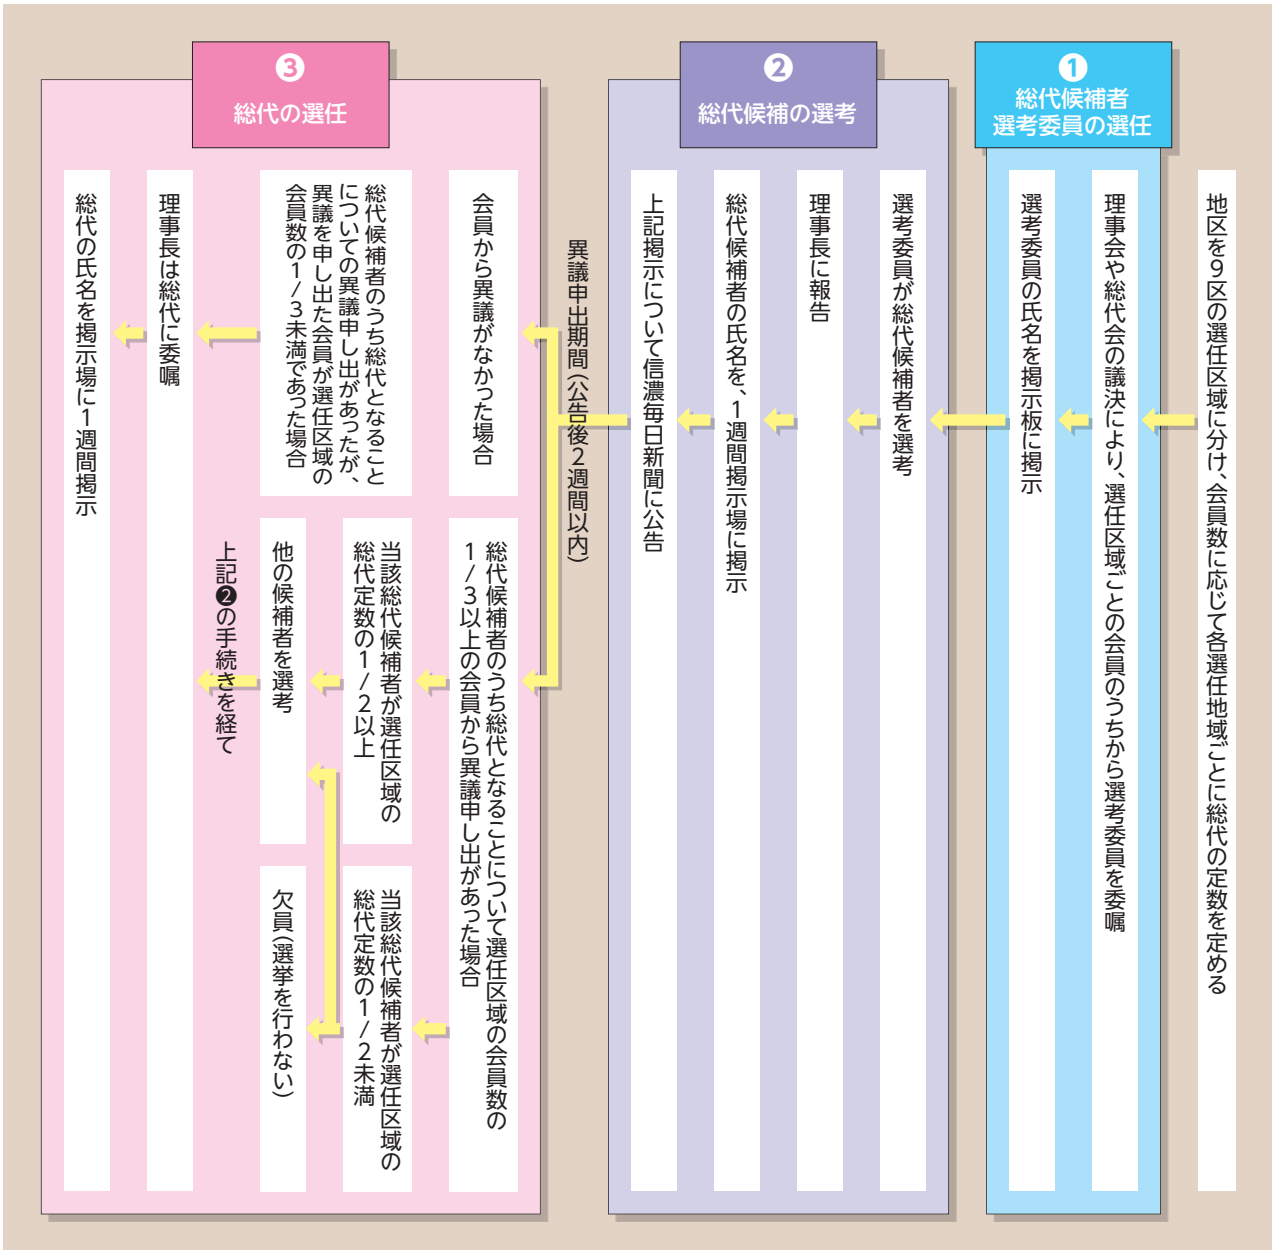 地区を9区の選任区域に分け、会員数に応じて各選任地域ごとに総代の定数を定める
❶
総代候補者
選考委員の選任
理事会や総代会の議決により、選任区域ごとの会員のうちから選考委員を委嘱
選考委員の氏名を掲示板に掲示
❷
総代候補の選考
選考委員が総代候補者を選考
理事長に報告
総代候補者の氏名を、1週間掲示場に掲示
上記掲示について信濃毎日新聞に公告
異議申出期間(公告後2週間以内)
❸
総代の選任
会員から異議がなかった場合
総代候補者のうち総代となること
についての異議申し出があったが、
異議を申し出た会員が選任区域の
会員数の1/3未満であった場合
総代候補者のうち総代となることについて選任区域の会員数の
1/3以上の会員から異議申し出があった場合
当該総代候補者が選任区域の
総代定数の1/2以上
他の候補者を選考
上記❷の手続きを経て
当該総代候補者が選任区域の
総代定数の1/2未満
欠員(選挙を行わない)
理事長は総代に委嘱
総代の氏名を掲示場に1週間掲示